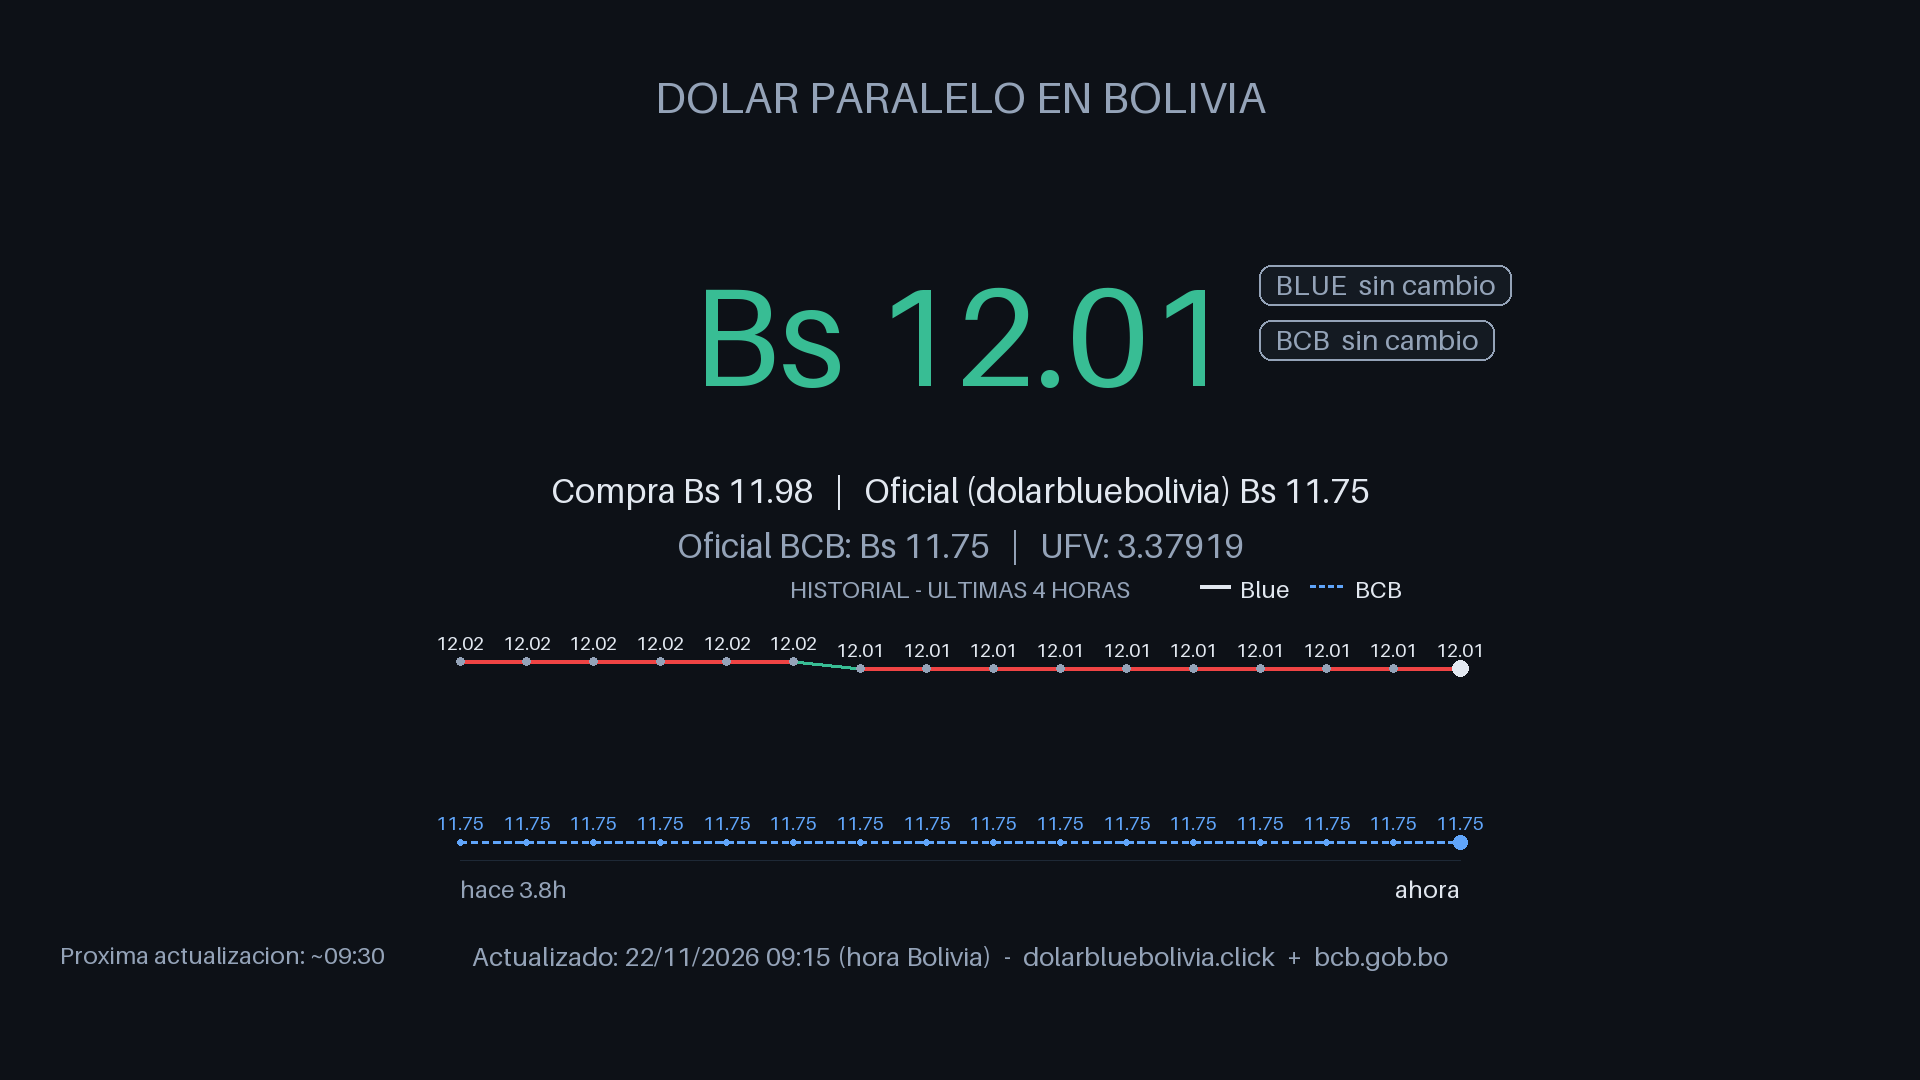 DOLAR PARALELO EN BOLIVIA
Bs 12.01
BLUE sin cambio
BCB sin cambio
Compra Bs 11.98 | Oficial (dolarbluebolivia) Bs 11.75
Oficial BCB: Bs 11.75 | UFV: 3.37919
HISTORIAL - ULTIMAS 4 HORAS
Blue BCB
12.02 12.02 12.02 12.02 12.02 12.02 12.01 12.01 12.01 12.01 12.01 12.01 12.01 12.01 12.01 12.01
11.75 11.75 11.75 11.75 11.75 11.75 11.75 11.75 11.75 11.75 11.75 11.75 11.75 11.75 11.75 11.75
hace 3.8h ahora
Proxima actualizacion: ~09:30
Actualizado: 22/11/2026 09:15 (hora Bolivia) - dolarbluebolivia.click + bcb.gob.bo